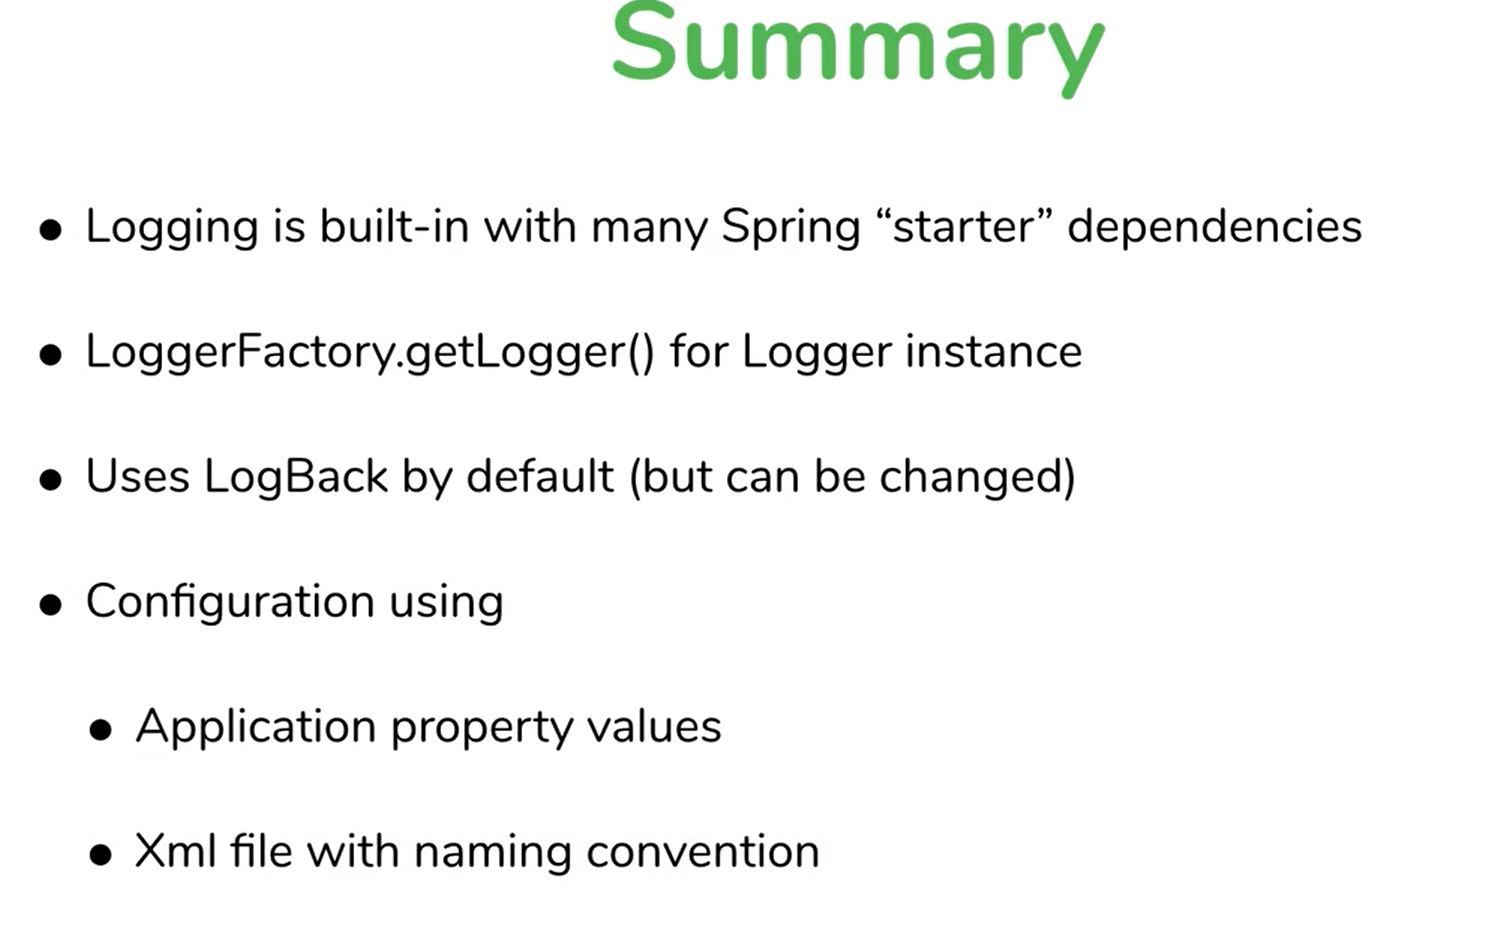 Summary
● Logging is built-in with many Spring “starter” dependencies
● LoggerFactory.getLogger() for Logger instance
● Uses LogBack by default (but can be changed)
● Configuration using
● Application property values
● Xml file with naming convention